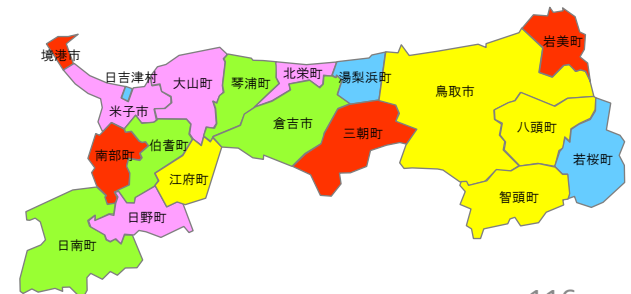 境港市
日吉津村
米子市
大山町
琴浦町
北栄町
湯梨浜町
鳥取市
岩美町
八頭町
若桜町
智頭町
三朝町
倉吉市
南部町
伯耆町
江府町
日野町
日南町